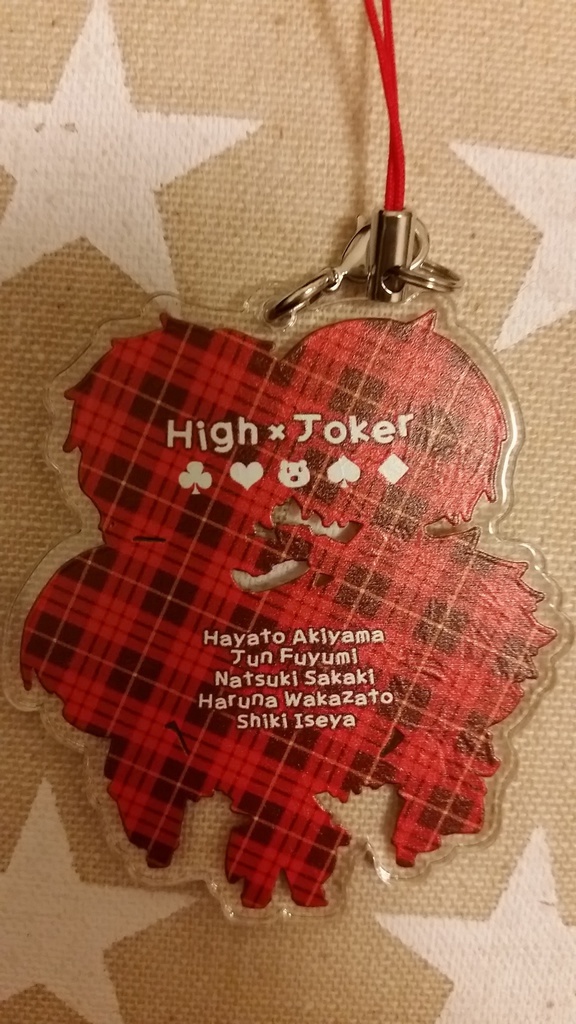 High × Joker
Hayato Akiyama
Jun Fuyumi
Natsuki Sakaki
Haruna Wakazato
Shiki Iseya